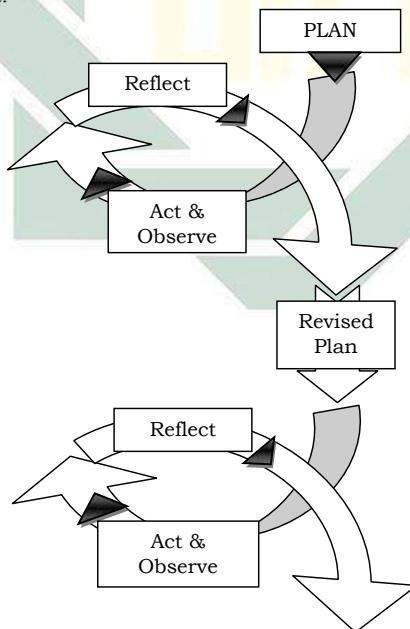 PLAN
Reflect
Act &
Observe
Revised
Plan
Reflect
Act &
Observe